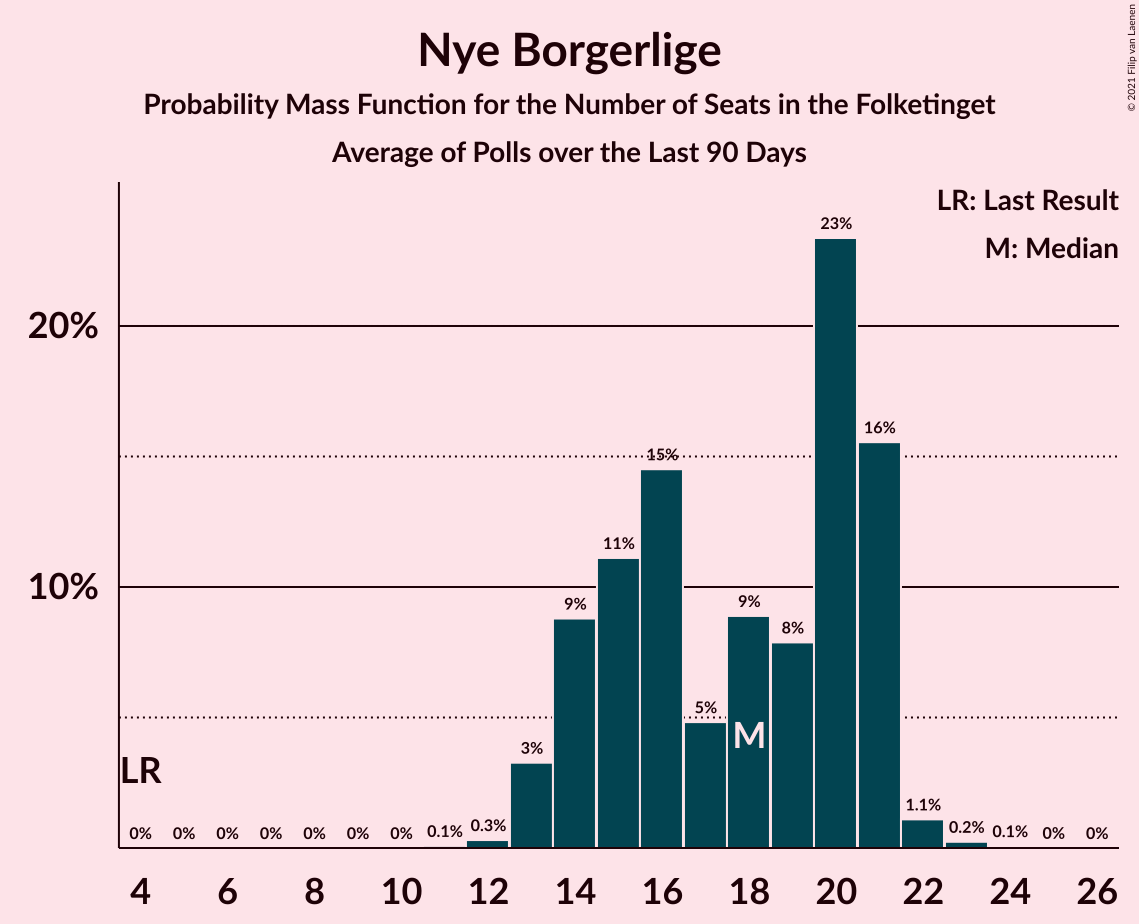 Nye Borgerlige
Probability Mass Function for the Number of Seats in the Folketinget
Average of Polls over the Last 90 Days
© 2021 Filip van Laenen
LR: Last Result
M: Median
20%
10%
23%
16%
15%
11%
9%
9%
8%
5%
3%
1.1%
0.3%
0.2%
0.1%
0.1%
0%
0%
0%
0%
0%
0%
0%
0%
0%
LR
M
4 6 8 10 12 14 16 18 20 22 24 26